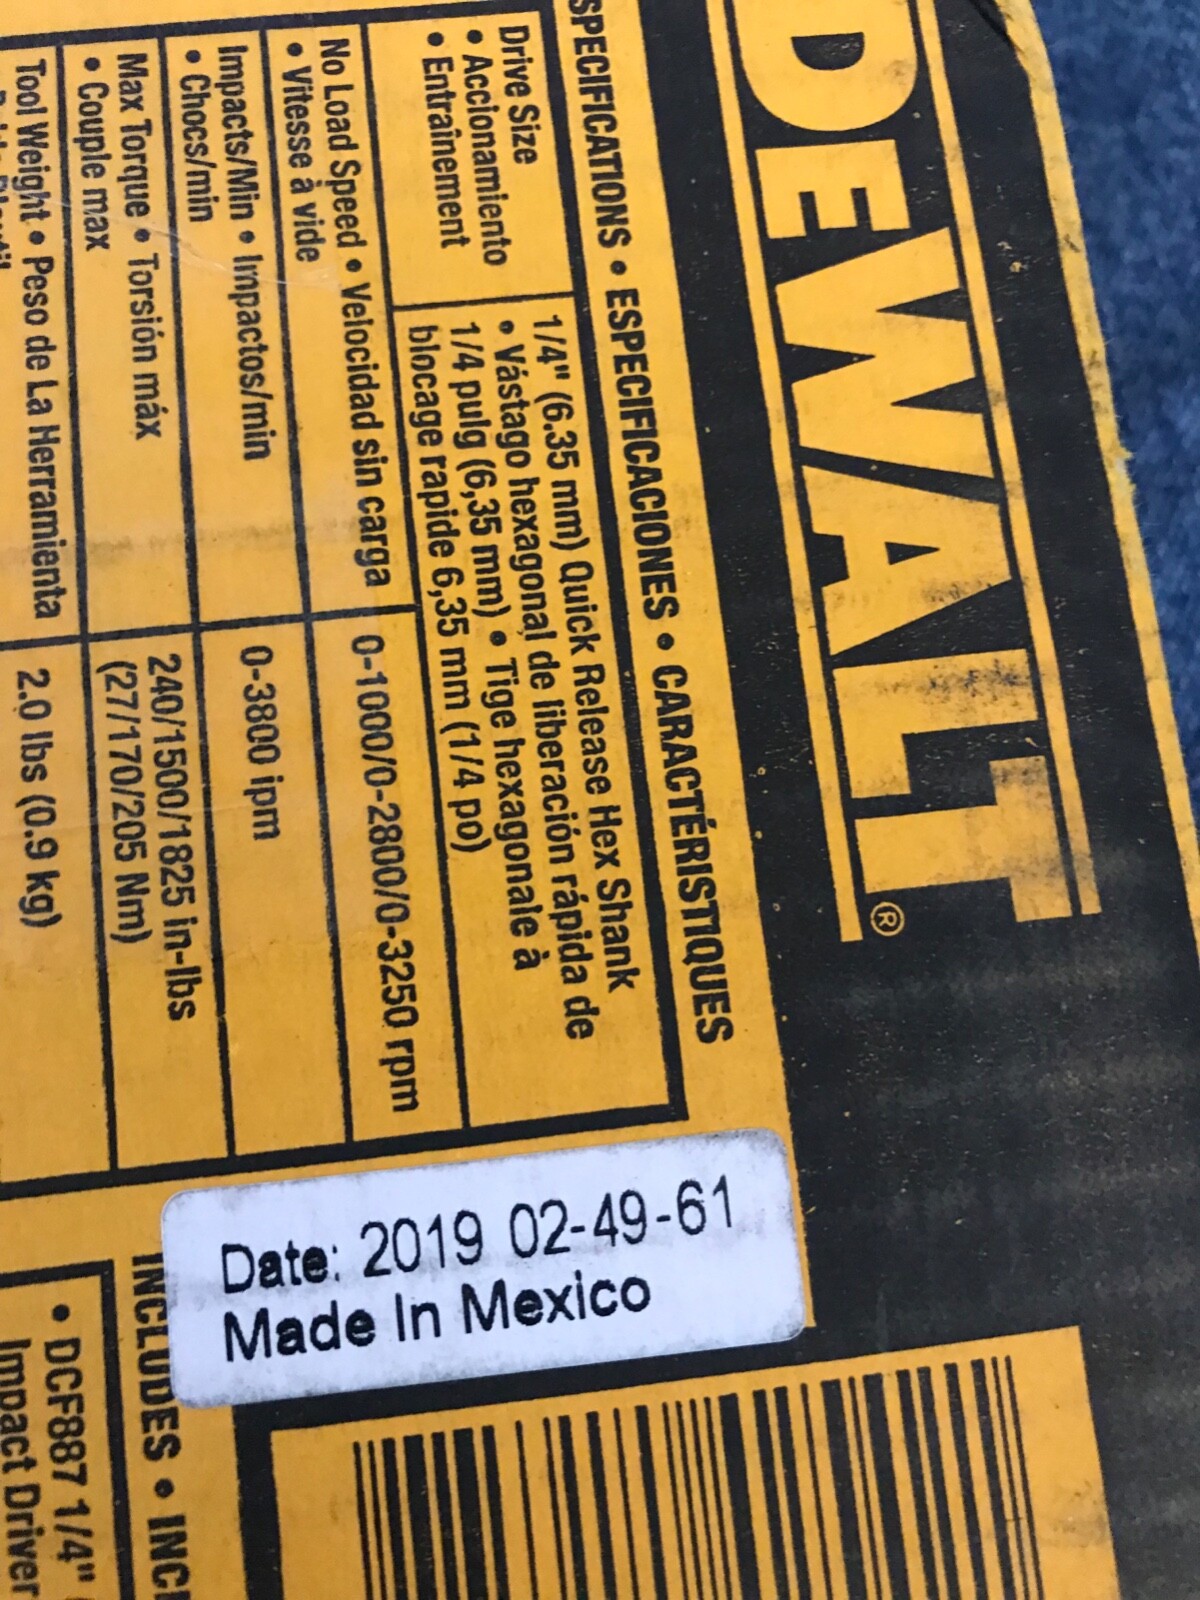 DEWALT®
SPECIFICATIONS • ESPECIFICACIONES • CARACTÉRISTIQUES
Drive Size
• Accionamiento
• Entraînement
1/4" (6.35 mm) Quick Release Hex Shank
• Vástago hexagonal de liberación rápida de
1/4 pulg (6,35 mm) • Tige hexagonale à
blocage rapide 6,35 mm (1/4 po)
No Load Speed • Velocidad sin carga
• Vitesse à vide
0-1000/0-2800/0-3250 rpm
Impacts/Min • Impactos/min
• Chocs/min
0-3800 ipm
Max Torque • Torsión máx
• Couple max
240/1500/1825 in-lbs
(27/170/205 Nm)
Tool Weight • Peso de La Herramienta
2.0 lbs (0.9 kg)
Date: 2019 02-49-61
Made In Mexico
INCLUDES •
• DCF887 1/4"
Impact Driver